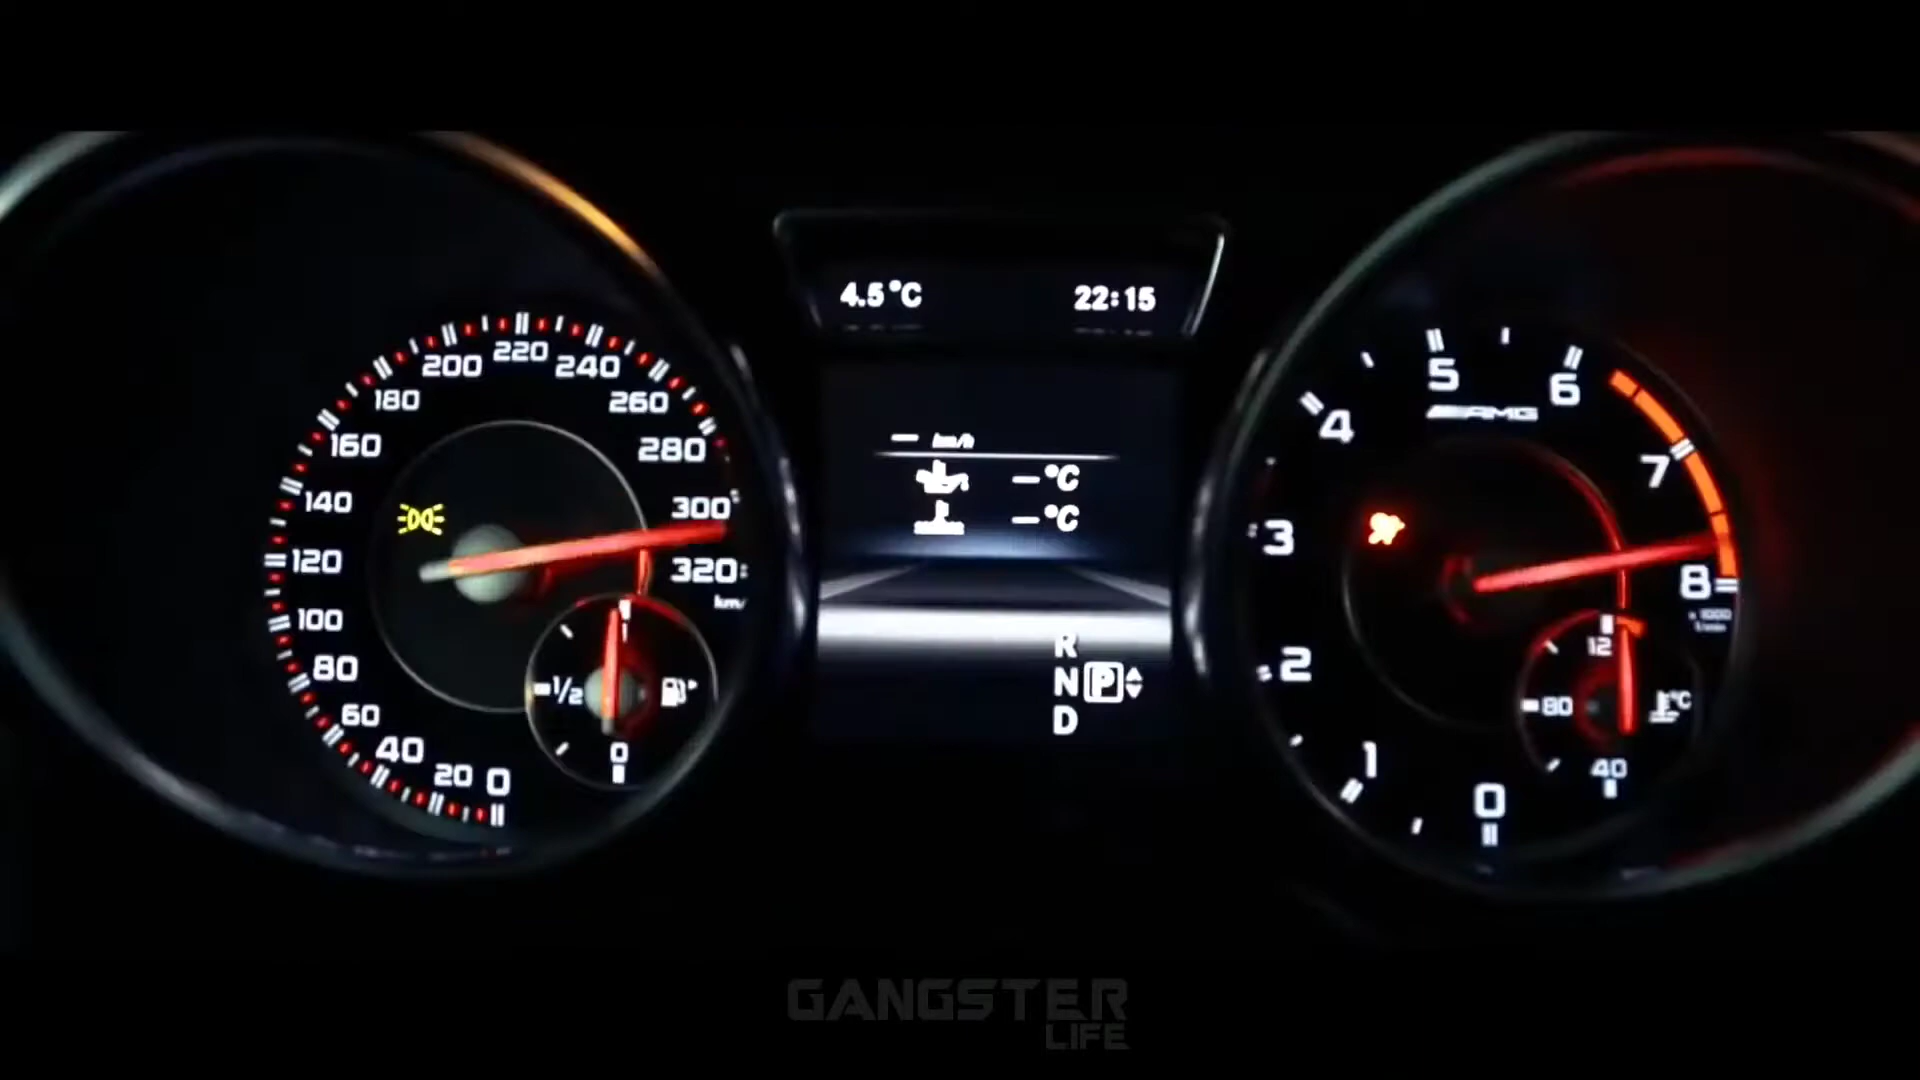 4.5°C 22:15
200 220 240
180 260
160 280
140 300
120 320
km/
100
80
60
40
20 0
1
1/2
0
– km/h
– °C
– °C
R
N P
D
5 6
AMG
4
7
3
8
2
1
0
12
80 °C
40
GANGSTER
LIFE